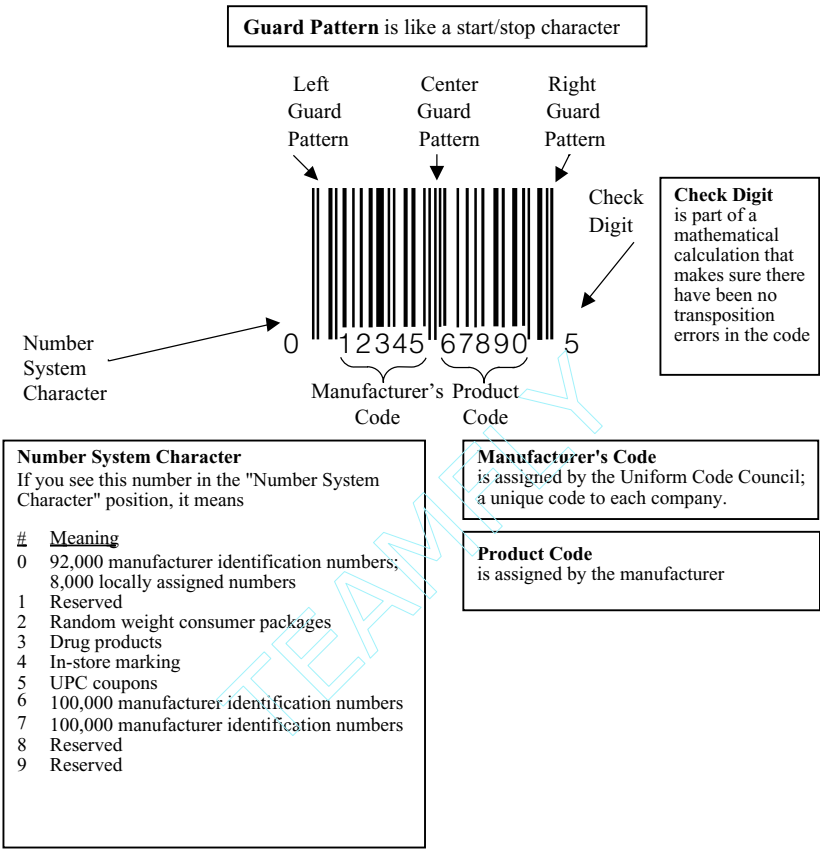 Guard Pattern is like a start/stop character
Left
Guard
Pattern
Center
Guard
Pattern
Right
Guard
Pattern
Check
Digit
Check Digit
is part of a
mathematical
calculation that
makes sure there
have been no
transposition
errors in the code
Number
System
Character
0 12345 67890 5
Manufacturer's Product
Code Code
Number System Character
If you see this number in the "Number System
Character" position, it means
# Meaning
0 92,000 manufacturer identification numbers;
8,000 locally assigned numbers
1 Reserved
2 Random weight consumer packages
3 Drug products
4 In-store marking
5 UPC coupons
6 100,000 manufacturer identification numbers
7 100,000 manufacturer identification numbers
8 Reserved
9 Reserved
Manufacturer's Code
is assigned by the Uniform Code Council;
a unique code to each company.
Product Code
is assigned by the manufacturer
TEAMFLY